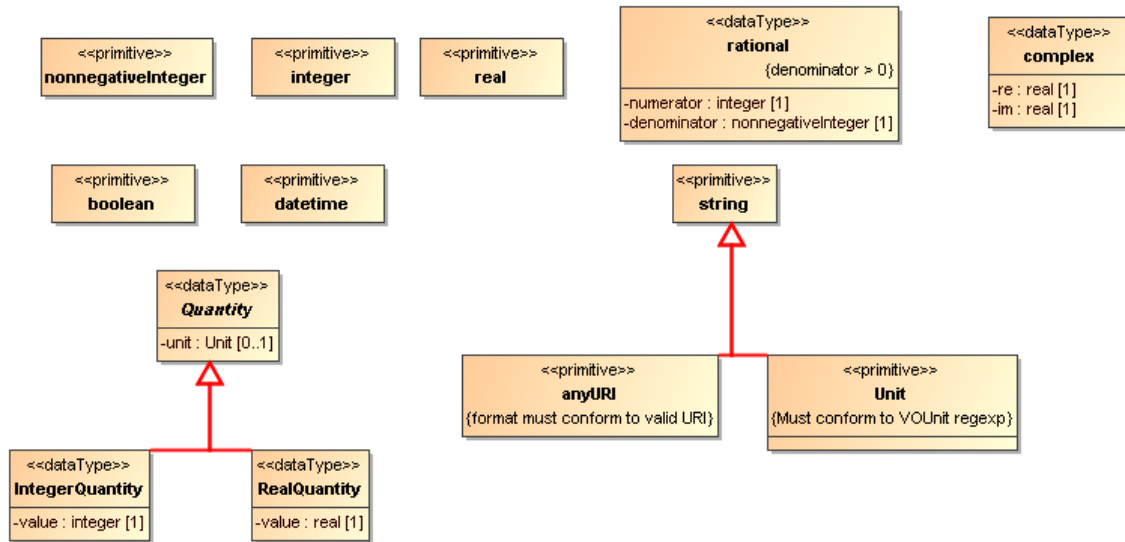 <<primitive>>
nonnegativeInteger
<<primitive>>
integer
<<primitive>>
real
<<dataType>>
rational
{denominator > 0}
-numerator : integer [1]
-denominator : nonnegativeInteger [1]
<<dataType>>
complex
-re : real [1]
-im : real [1]
<<primitive>>
boolean
<<primitive>>
datetime
<<primitive>>
string
<<dataType>>
Quantity
-unit : Unit [0..1]
<<primitive>>
anyURI
{format must conform to valid URI}
<<primitive>>
Unit
{Must conform to VOUnit regexp}
<<dataType>>
IntegerQuantity
-value : integer [1]
<<dataType>>
RealQuantity
-value : real [1]